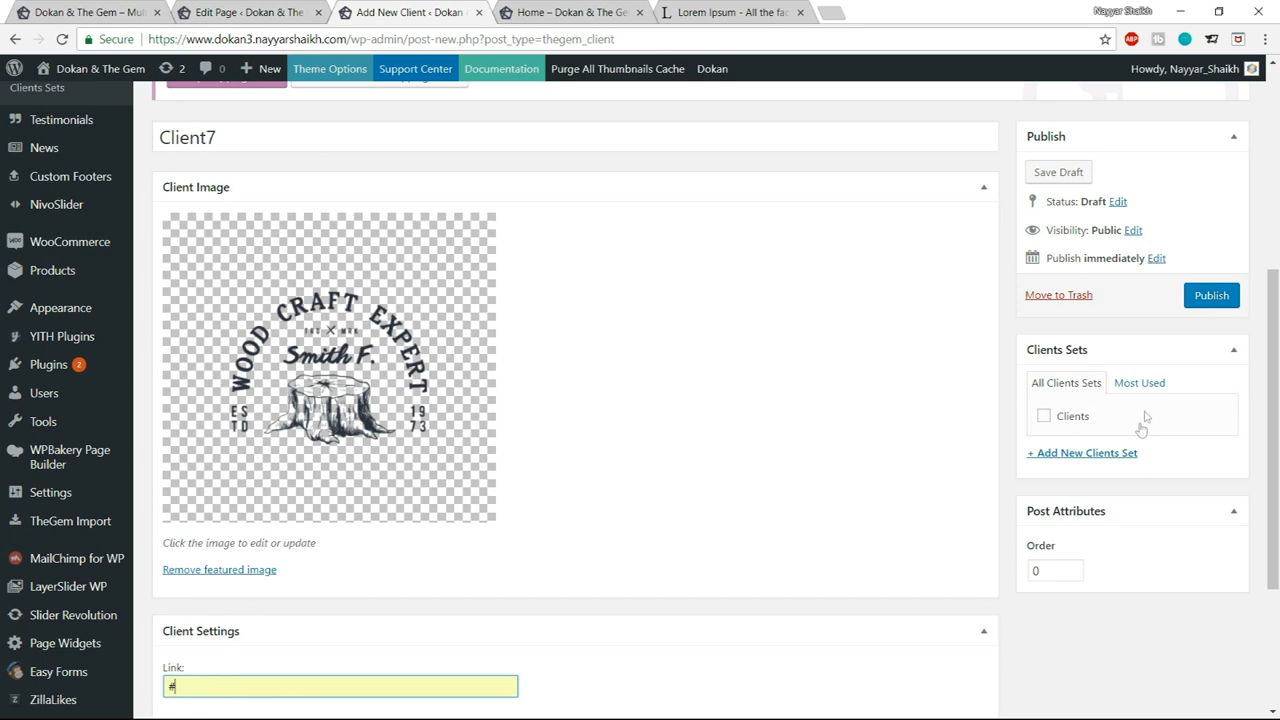 Dokan & The Gem – Mul
Edit Page ‹ Dokan & The
Add New Client ‹ Dokan
Home – Dokan & The Ge
Lorem Ipsum - All the fac
Nayyar Shaikh
Secure
https://www.dokan3.nayyarshaikh.com/wp-admin/post-new.php?post_type=thegem_client
Dokan & The Gem
2
0
New
Theme Options
Support Center
Documentation
Purge All Thumbnails Cache
Dokan
Howdy, Nayyar_Shaikh
Clients Sets
Testimonials
News
Custom Footers
NivoSlider
WooCommerce
Products
Appearance
YITH Plugins
Plugins 2
Users
Tools
WPBakery Page
Builder
Settings
TheGem Import
MailChimp for WP
LayerSlider WP
Slider Revolution
Page Widgets
Easy Forms
ZillaLikes
Client7
Client Image
WOOD CRAFT EXPERT
Smith F.
ES
TD
19
73
Click the image to edit or update
Remove featured image
Client Settings
Link:
#
Publish
Save Draft
Status: Draft Edit
Visibility: Public Edit
Publish immediately Edit
Move to Trash
Publish
Clients Sets
All Clients Sets
Most Used
Clients
+ Add New Clients Set
Post Attributes
Order
0